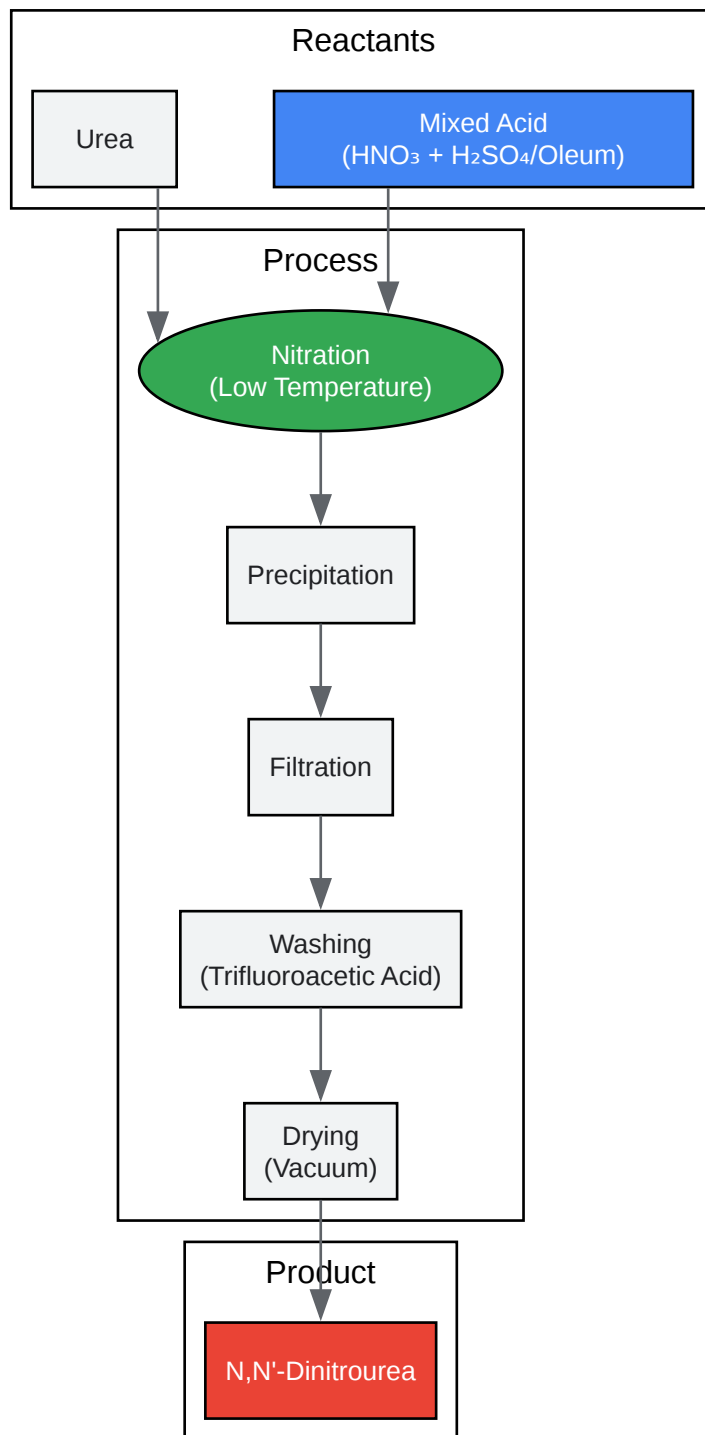 Reactants
Urea
Mixed Acid
(HNO₃ + H₂SO₄/Oleum)
Process
Nitration
(Low Temperature)
Precipitation
Filtration
Washing
(Trifluoroacetic Acid)
Drying
(Vacuum)
Product
N,N'-Dinitrourea